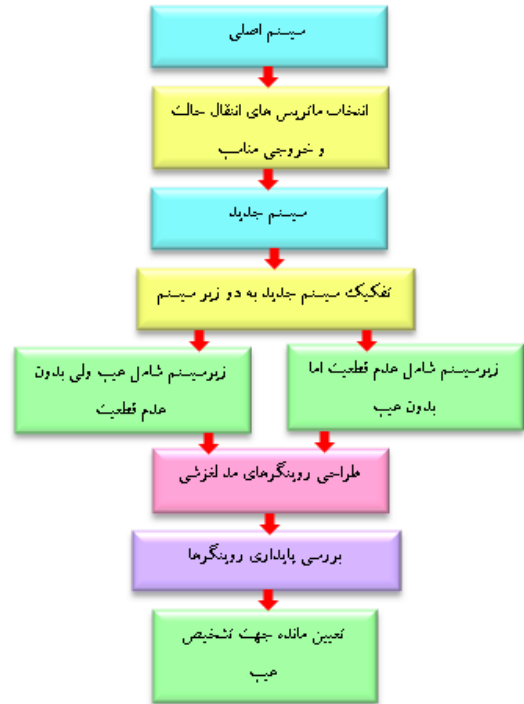 سیستم اصلی
انتخاب ماتریس های انتقال حالت
و خروجی مناسب
سیستم جدید
تفکیک سیستم جدید به دو زیر سیستم
زیرسیستم شامل عدم قطعیت اما
بدون عیب
زیرسیستم شامل عیب ولی بدون
عدم قطعیت
طراحی رویتگرهای مد لغزشی
بررسی پایداری رویتگرها
تعیین مانده جهت تشخیص
عیب